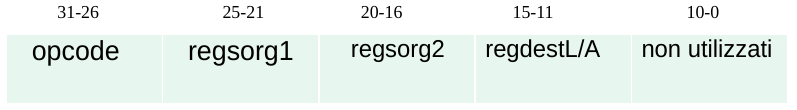 31-26 25-21 20-16 15-11 10-0
opcode regsorg1 regsorg2 regdestL/A non utilizzati